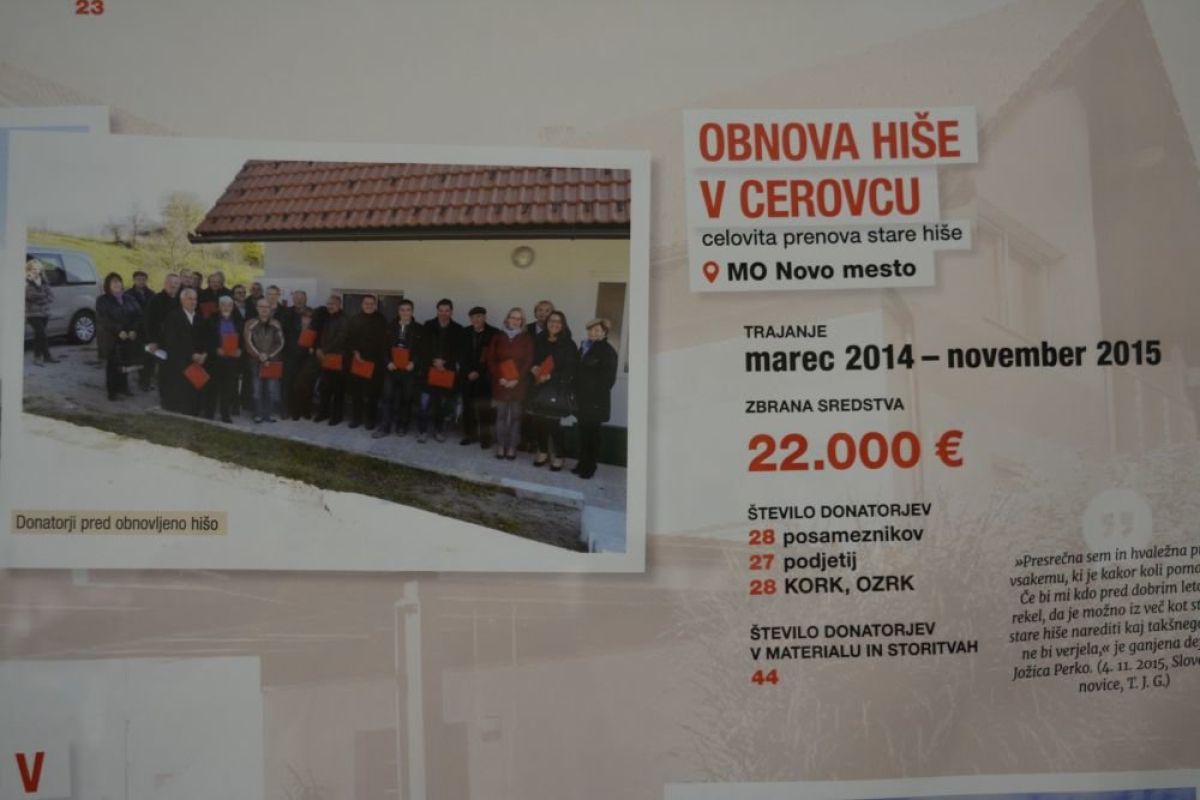 23
OBNOVA HIŠE
V CEROVCU
celovita prenova stare hiše
MO Novo mesto
TRAJANJE
marec 2014 – november 2015
ZBRANA SREDSTVA
22.000 €
ŠTEVILO DONATORJEV
28 posameznikov
27 podjetij
28 KORK, OZRK
ŠTEVILO DONATORJEV
V MATERIALU IN STORITVAH
44
Donatorji pred obnovljeno hišo
»Presrečna sem in hvaležna
vsakemu, ki je kakor koli
Če bi mi kdo pred dobrim
rekel, da je možno iz več kot
stare hiše narediti kaj takšnega
ne bi verjela,« je ganjena
Jožica Perko. (4. 11. 2015,
novice, T. J. G.)
V